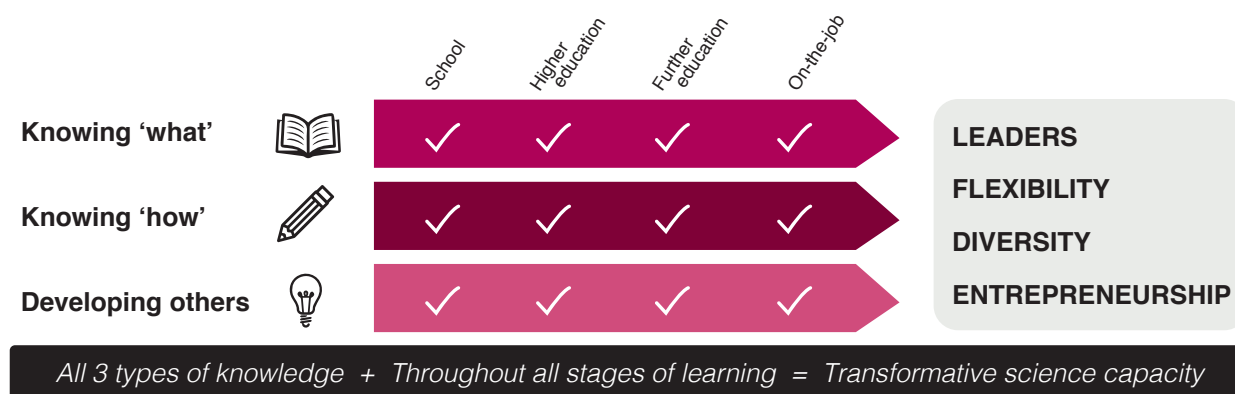 School
Higher
education
Further
education
On-the-job
Knowing ‘what’
Knowing ‘how’
Developing others
LEADERS
FLEXIBILITY
DIVERSITY
ENTREPRENEURSHIP
All 3 types of knowledge + Throughout all stages of learning = Transformative science capacity